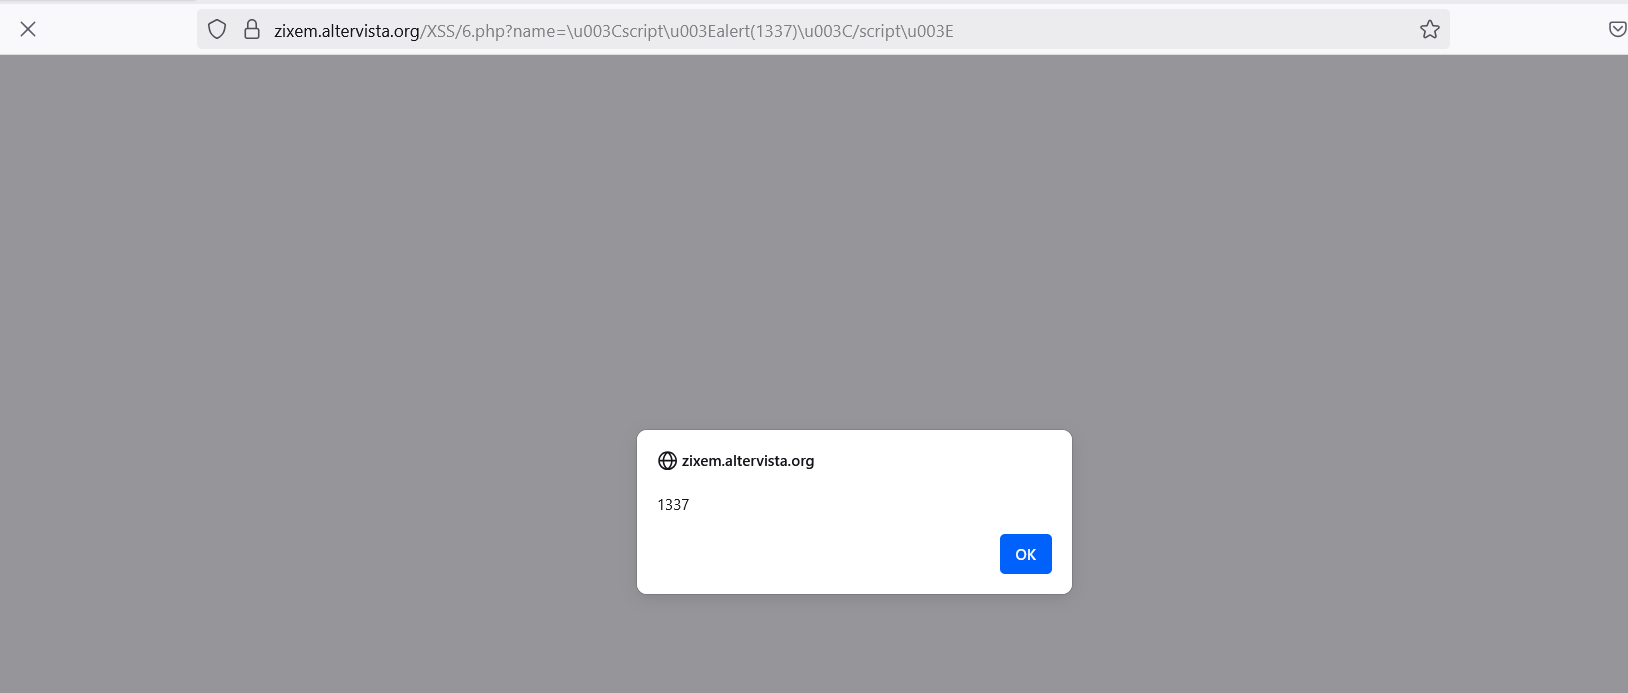 zixem.altervista.org/XSS/6.php?name=\u003Cscript\u003Ealert(1337)\u003C/script\u003E
zixem.altervista.org
1337
OK